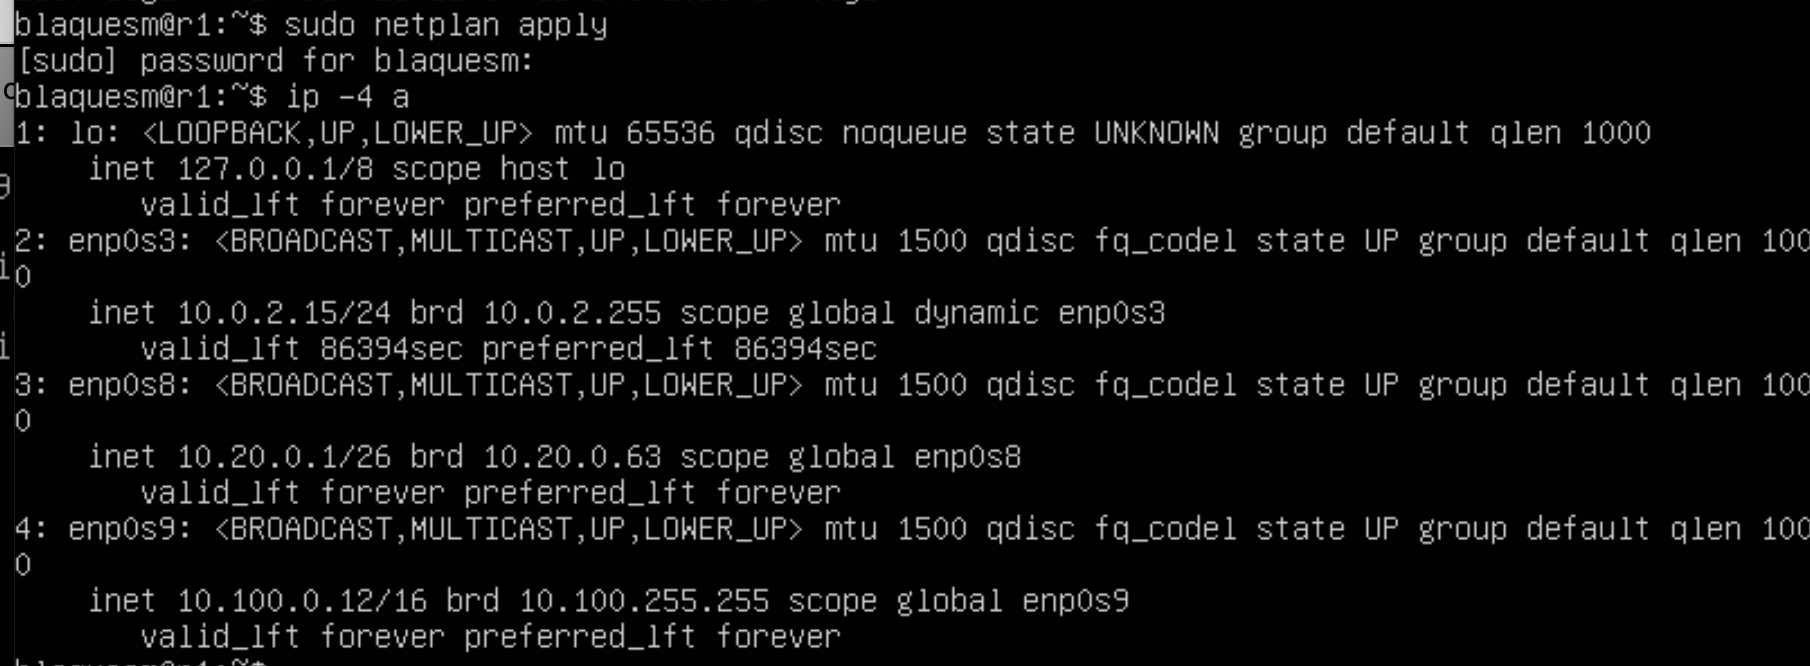 blaquesm@r1:~$ sudo netplan apply
[sudo] password for blaquesm:
blaquesm@r1:~$ ip -4 a
1: lo: <LOOPBACK,UP,LOWER_UP> mtu 65536 qdisc noqueue state UNKNOWN group default qlen 1000
    inet 127.0.0.1/8 scope host lo
       valid_lft forever preferred_lft forever
2: enp0s3: <BROADCAST,MULTICAST,UP,LOWER_UP> mtu 1500 qdisc fq_codel state UP group default qlen 100
0
    inet 10.0.2.15/24 brd 10.0.2.255 scope global dynamic enp0s3
       valid_lft 86394sec preferred_lft 86394sec
3: enp0s8: <BROADCAST,MULTICAST,UP,LOWER_UP> mtu 1500 qdisc fq_codel state UP group default qlen 100
0
    inet 10.20.0.1/26 brd 10.20.0.63 scope global enp0s8
       valid_lft forever preferred_lft forever
4: enp0s9: <BROADCAST,MULTICAST,UP,LOWER_UP> mtu 1500 qdisc fq_codel state UP group default qlen 100
0
    inet 10.100.0.12/16 brd 10.100.255.255 scope global enp0s9
       valid_lft forever preferred_lft forever
blaquesm@r1:~$